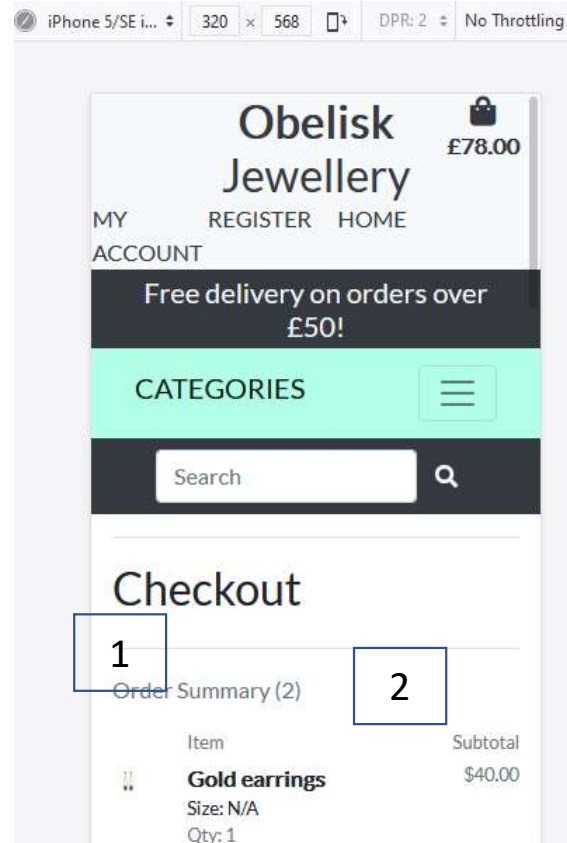 iPhone 5/SE i... 320 × 568 DPR: 2 No Throttling
Obelisk
Jewellery
£78.00
MY ACCOUNT
REGISTER
HOME
Free delivery on orders over
£50!
CATEGORIES
Search
Checkout
1
2
Order Summary (2)
Item Subtotal
Gold earrings $40.00
Size: N/A
Qty: 1